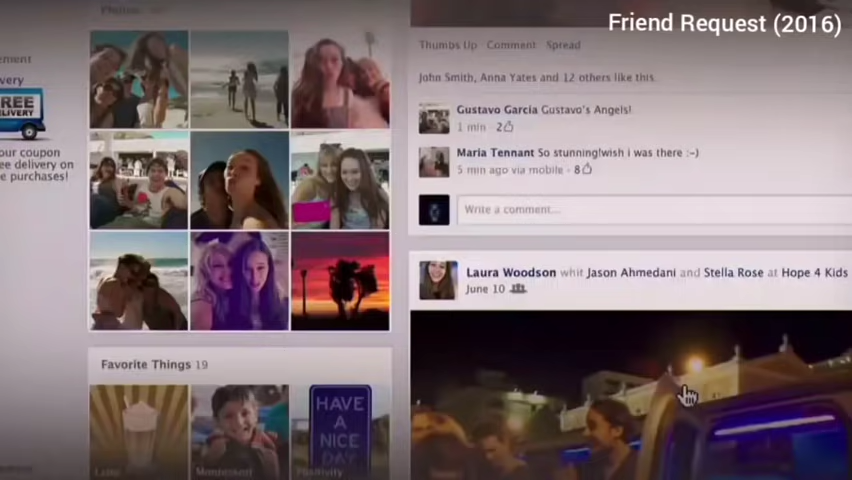 Friend Request (2016)
Photos
Thumbs Up · Comment · Spread
John Smith, Anna Yates and 12 others like this.
Gustavo Garcia Gustavo's Angels!
1 min · 2
Maria Tennant So stunning!wish i was there :-)
5 min ago via mobile · 8
Write a comment...
Laura Woodson whit Jason Ahmedani and Stella Rose at Hope 4 Kids
June 10
ement
very
FREE
DELIVERY
our coupon
ee delivery on
e purchases!
Favorite Things 19
HAVE
A
NICE
DAY
Positivity